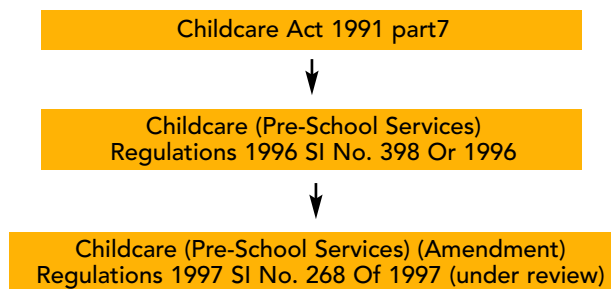 Childcare Act 1991 part7
Childcare (Pre-School Services)
Regulations 1996 SI No. 398 Or 1996
Childcare (Pre-School Services) (Amendment)
Regulations 1997 SI No. 268 Of 1997 (under review)